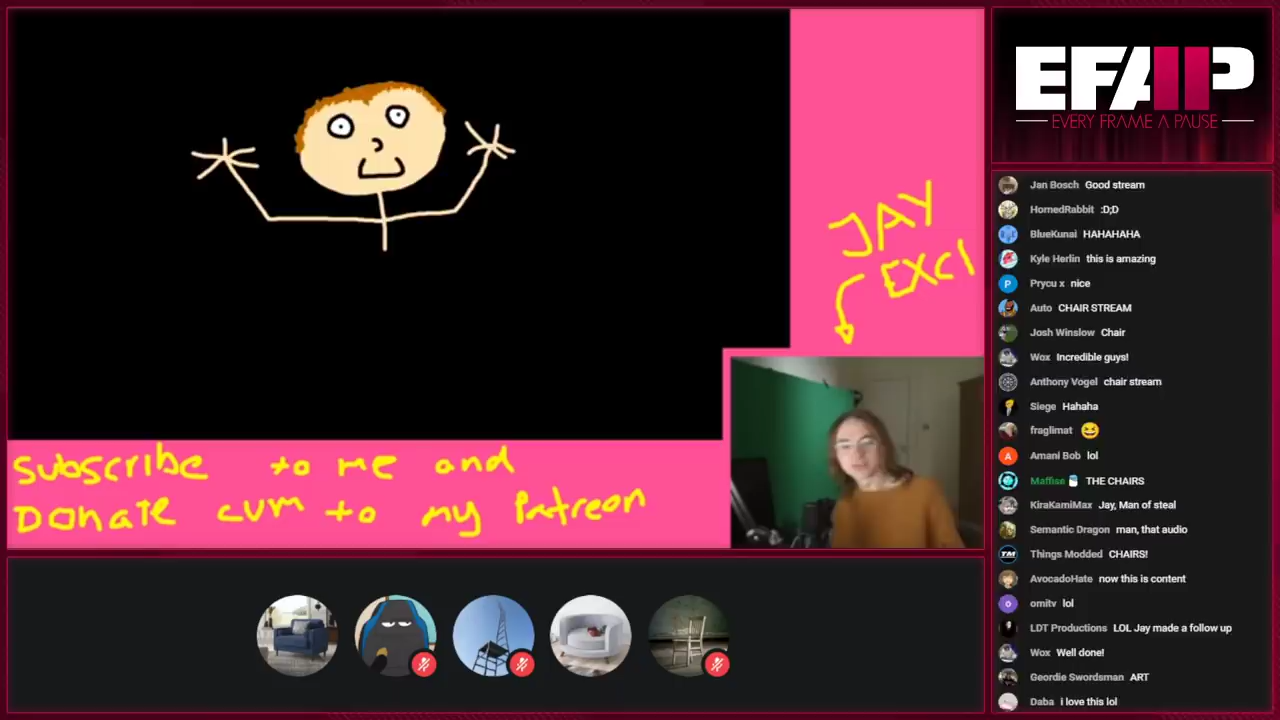 EFAP
EVERY FRAME A PAUSE
JAY
EXCI
Subscribe to me and
Donate cum to my Patreon
Jan Bosch Good stream
HornedRabbit :D;D
BlueKunai HAHAHAHA
Kyle Herlin this is amazing
P
Prycu x nice
Auto CHAIR STREAM
Josh Winslow Chair
Wox Incredible guys!
Anthony Vogel chair stream
Siege Hahaha
fraglimat 😆
A
Amani Bob lol
Maffise THE CHAIRS
KiraKamiMax Jay, Man of steal
Semantic Dragon man, that audio
TM
Things Modded CHAIRS!
AvocadoHate now this is content
o
omitv lol
LDT Productions LOL Jay made a follow up
Wox Well done!
Geordie Swordsman ART
Daba i love this lol